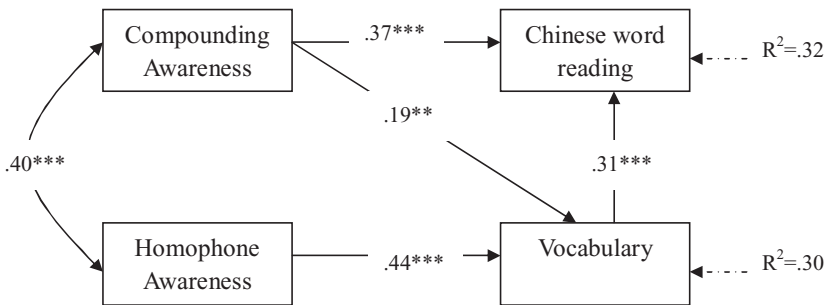 Compounding
Awareness
.37***
Chinese word
reading
R²=.32
.19**
.40***
.31***
Homophone
Awareness
.44***
Vocabulary
R²=.30